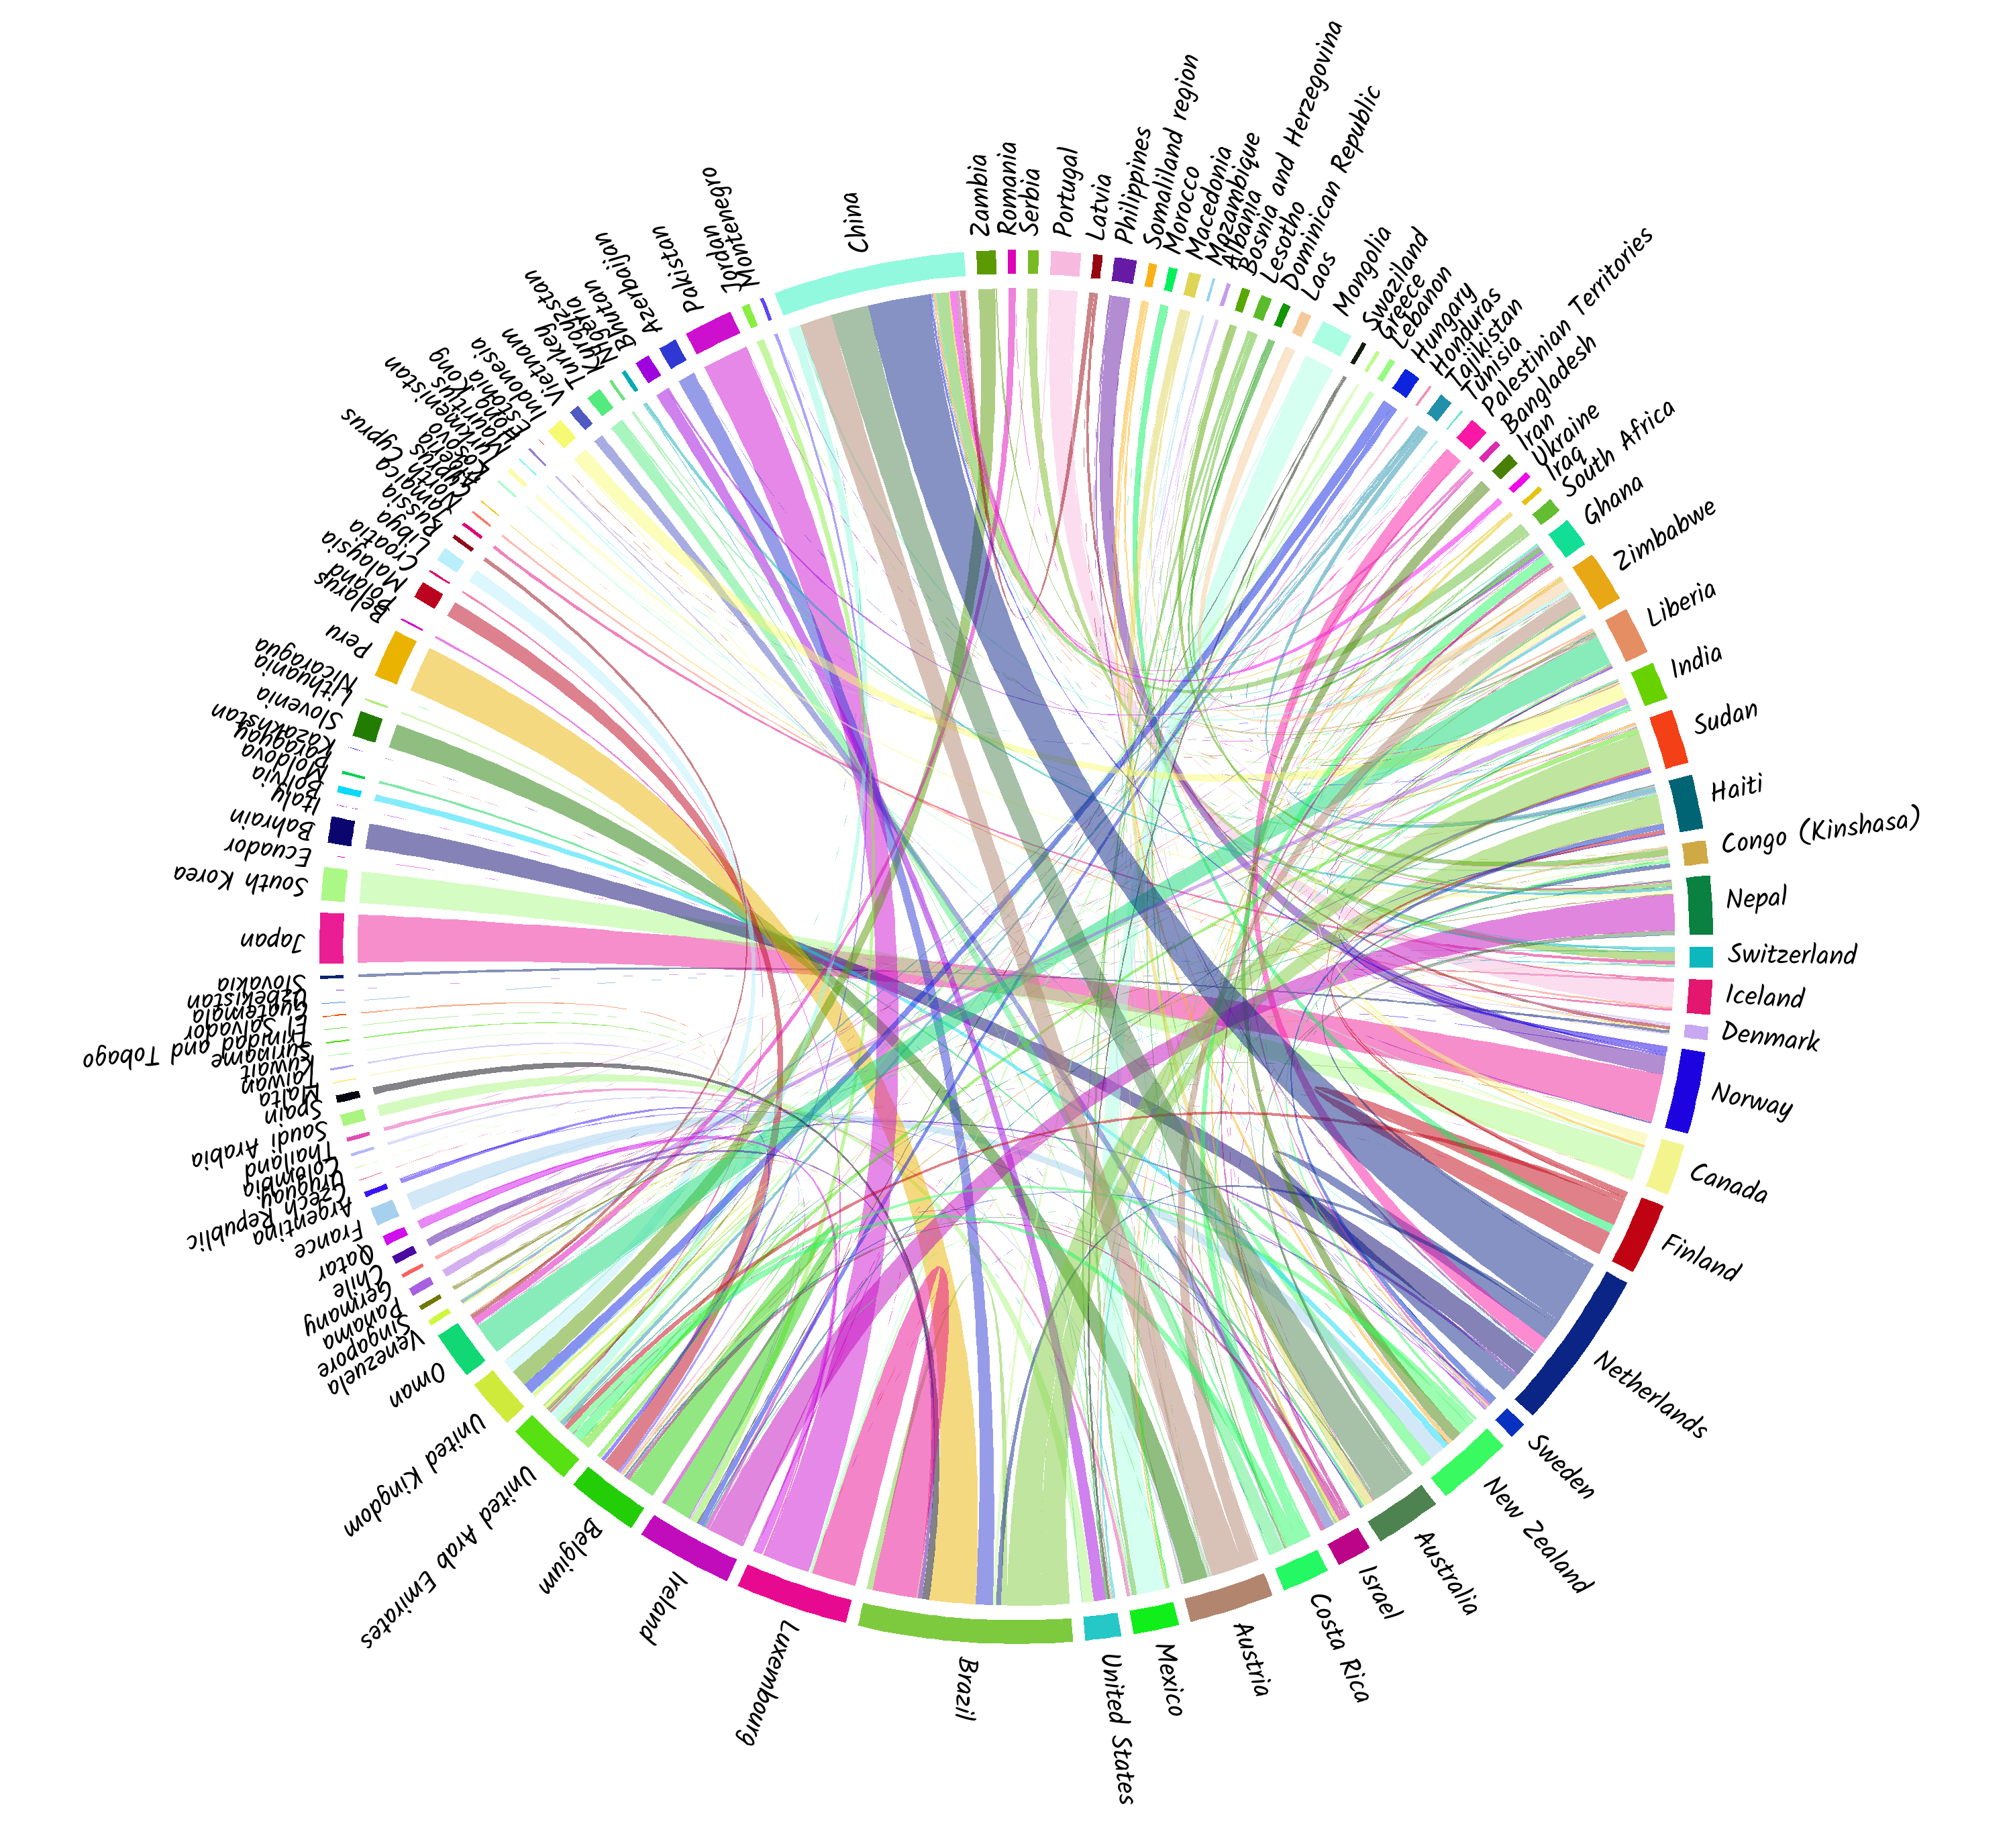 China
Zambia
Romania
Serbia
Portugal
Latvia
Philippines
Somaliland region
Morocco
Macedonia
Mozambique
Albania
Bosnia and Herzegovina
Lesotho
Dominican Republic
Laos
Mongolia
Swaziland
Greece
Lebanon
Hungary
Honduras
Tajikistan
Tunisia
Palestinian Territories
Bangladesh
Iran
Ukraine
Iraq
South Africa
Ghana
Zimbabwe
Liberia
India
Sudan
Haiti
Congo (Kinshasa)
Nepal
Switzerland
Iceland
Denmark
Norway
Canada
Finland
Netherlands
Sweden
New Zealand
Australia
Israel
Costa Rica
Austria
Mexico
United States
Brazil
Luxembourg
Ireland
Belgium
United Arab Emirates
United Kingdom
Oman
Venezuela
Singapore
Panama
Germany
Chile
Qatar
France
Argentina
Czech Republic
Uruguay
Colombia
Thailand
Saudi Arabia
Spain
Malta
Taiwan
Kuwait
Suriname
Trinidad and Tobago
El Salvador
Guatemala
Uzbekistan
Slovakia
Japan
South Korea
Ecuador
Bahrain
Italy
Bolivia
Moldova
Paraguay
Kazakhstan
Slovenia
Lithuania
Nicaragua
Peru
Belarus
Poland
Malaysia
Croatia
Libya
Russia
Jamaica
North Cyprus
Cyprus
Kosovo
Turkmenistan
Mauritius
Hong Kong
Estonia
Indonesia
Vietnam
Turkey
Kyrgyzstan
Nigeria
Bhutan
Azerbaijan
Pakistan
Jordan
Montenegro